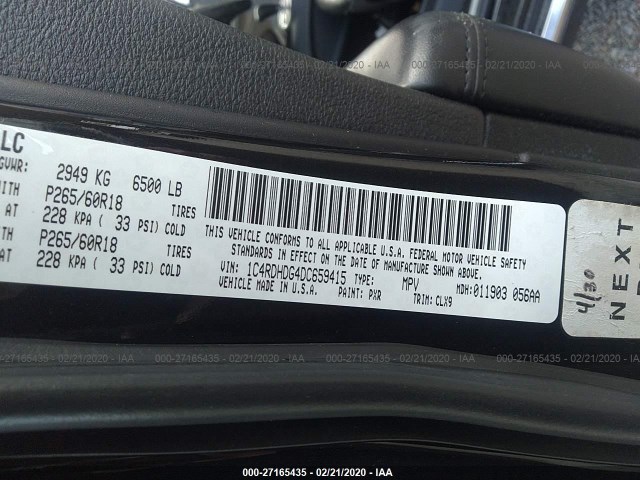 000-27165435 - 02/21/2020 - IAA
LC
GVWR: 2949 KG 6500 LB
P265/60R18 TIRES
AT 228 KPA ( 33 PSI) COLD
P265/60R18 TIRES
AT 228 KPA ( 33 PSI) COLD
THIS VEHICLE CONFORMS TO ALL APPLICABLE U.S.A. FEDERAL MOTOR VEHICLE SAFETY
STANDARDS IN EFFECT ON THE DATE OF MANUFACTURE SHOWN ABOVE.
VIN: 1C4RDHDG4DC659415 TYPE: MPV MDH: 011903 056AA
VEHICLE MADE IN U.S.A. PAINT: PXR TRIM: CLX9
4/30
NEXT
000-27165435 - 02/21/2020 - IAA